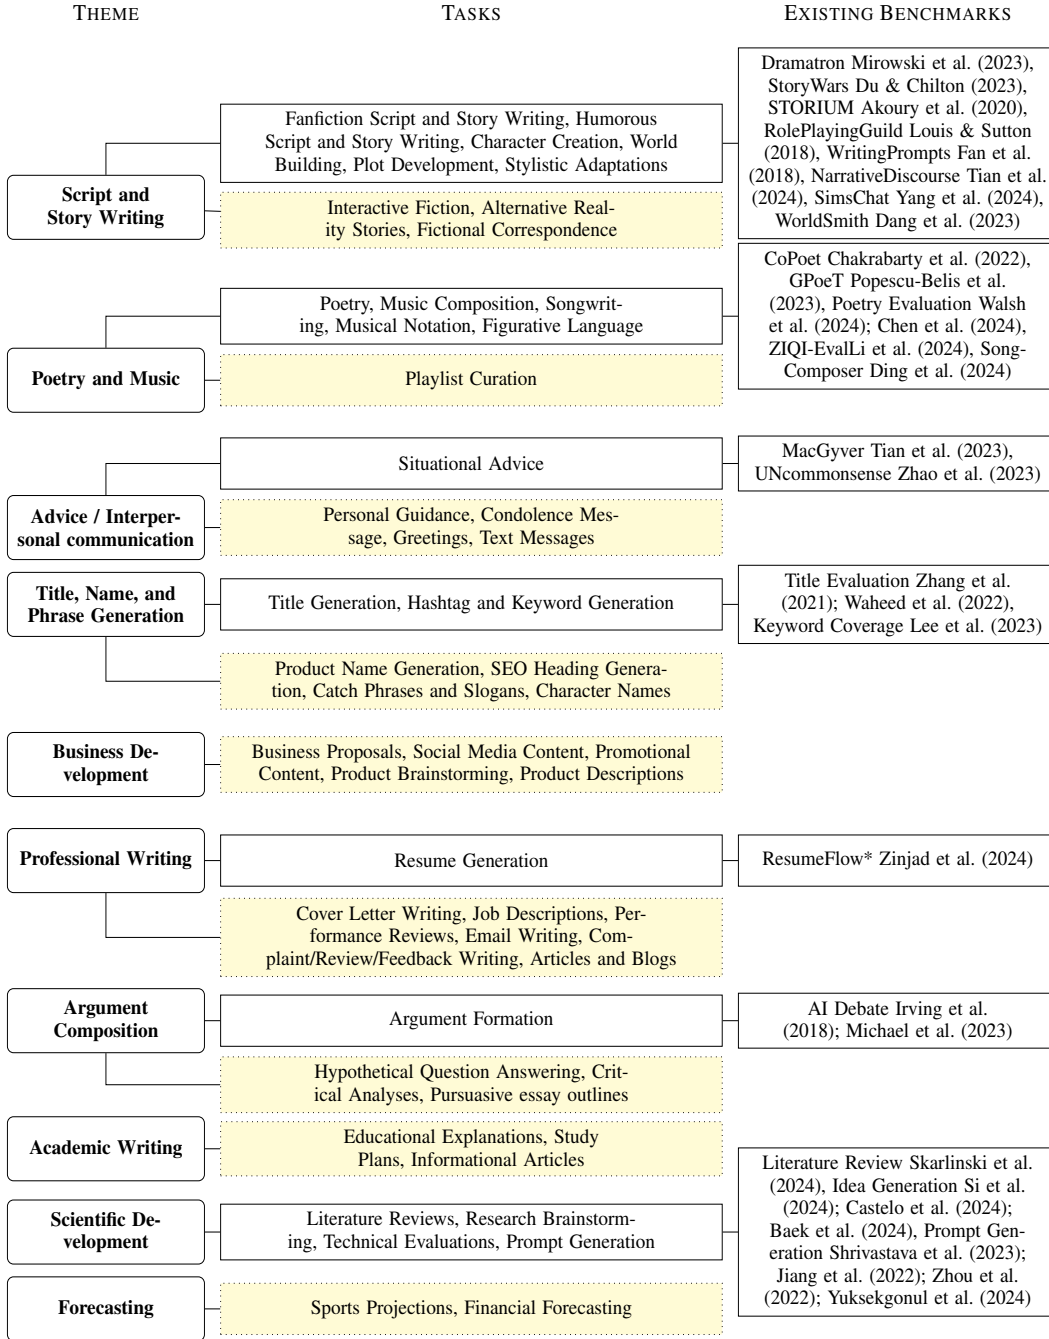 THEME
TASKS
EXISTING BENCHMARKS
Script and
Story Writing
Fanfiction Script and Story Writing, Humorous
Script and Story Writing, Character Creation, World
Building, Plot Development, Stylistic Adaptations
Interactive Fiction, Alternative Real-
ity Stories, Fictional Correspondence
Dramatron Mirowski et al. (2023),
StoryWars Du & Chilton (2023),
STORIUM Akoury et al. (2020),
RolePlayingGuild Louis & Sutton
(2018), WritingPrompts Fan et al.
(2018), NarrativeDiscourse Tian et al.
(2024), SimsChat Yang et al. (2024),
WorldSmith Dang et al. (2023)
Poetry and Music
Poetry, Music Composition, Songwrit-
ing, Musical Notation, Figurative Language
Playlist Curation
CoPoet Chakrabarty et al. (2022),
GPoeT Popescu-Belis et al.
(2023), Poetry Evaluation Walsh
et al. (2024); Chen et al. (2024),
ZIQI-EvalLi et al. (2024), Song-
Composer Ding et al. (2024)
Advice / Interper-
sonal communication
Situational Advice
Personal Guidance, Condolence Mes-
sage, Greetings, Text Messages
MacGyver Tian et al. (2023),
UNcommonsense Zhao et al. (2023)
Title, Name, and
Phrase Generation
Title Generation, Hashtag and Keyword Generation
Product Name Generation, SEO Heading Genera-
tion, Catch Phrases and Slogans, Character Names
Title Evaluation Zhang et al.
(2021); Waheed et al. (2022),
Keyword Coverage Lee et al. (2023)
Business De-
velopment
Business Proposals, Social Media Content, Promotional
Content, Product Brainstorming, Product Descriptions
Professional Writing
Resume Generation
Cover Letter Writing, Job Descriptions, Per-
formance Reviews, Email Writing, Com-
plaint/Review/Feedback Writing, Articles and Blogs
ResumeFlow* Zinjad et al. (2024)
Argument
Composition
Argument Formation
Hypothetical Question Answering, Crit-
ical Analyses, Pursuasive essay outlines
AI Debate Irving et al.
(2018); Michael et al. (2023)
Academic Writing
Educational Explanations, Study
Plans, Informational Articles
Scientific De-
velopment
Literature Reviews, Research Brainstorm-
ing, Technical Evaluations, Prompt Generation
Literature Review Skarlinski et al.
(2024), Idea Generation Si et al.
(2024); Castelo et al. (2024);
Baek et al. (2024), Prompt Gen-
eration Shrivastava et al. (2023);
Jiang et al. (2022); Zhou et al.
(2022); Yuksekgonul et al. (2024)
Forecasting
Sports Projections, Financial Forecasting